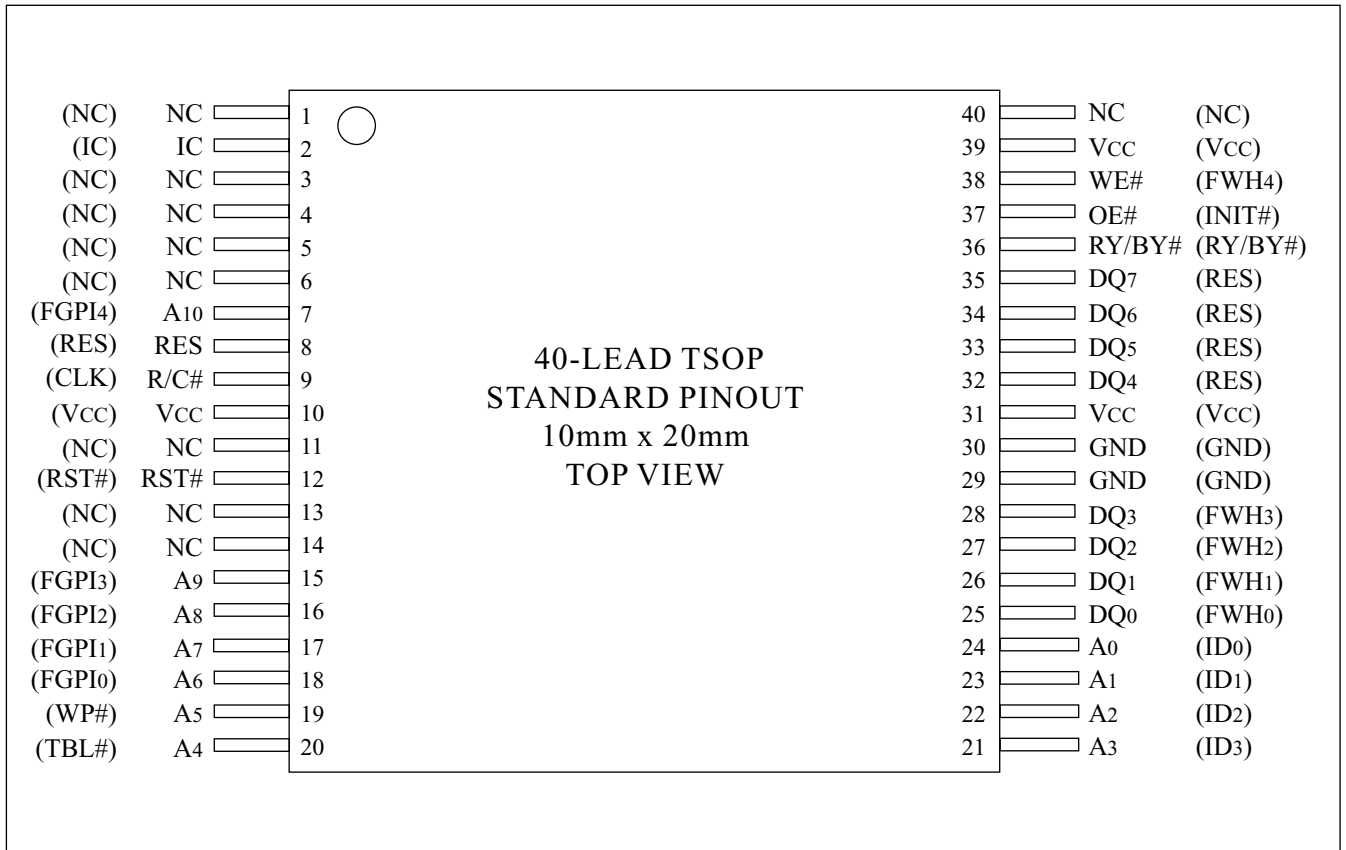 (NC) NC 1 40 NC (NC)
(IC) IC 2 39 VCC (VCC)
(NC) NC 3 38 WE# (FWH4)
(NC) NC 4 37 OE# (INIT#)
(NC) NC 5 36 RY/BY# (RY/BY#)
(NC) NC 6 35 DQ7 (RES)
(FGPI4) A10 7 34 DQ6 (RES)
(RES) RES 8 33 DQ5 (RES)
(CLK) R/C# 9 32 DQ4 (RES)
(VCC) VCC 10 31 VCC (VCC)
(NC) NC 11 30 GND (GND)
(RST#) RST# 12 29 GND (GND)
(NC) NC 13 28 DQ3 (FWH3)
(NC) NC 14 27 DQ2 (FWH2)
(FGPI3) A9 15 26 DQ1 (FWH1)
(FGPI2) A8 16 25 DQ0 (FWH0)
(FGPI1) A7 17 24 A0 (ID0)
(FGPI0) A6 18 23 A1 (ID1)
(WP#) A5 19 22 A2 (ID2)
(TBL#) A4 20 21 A3 (ID3)
40-LEAD TSOP
STANDARD PINOUT
10mm x 20mm
TOP VIEW